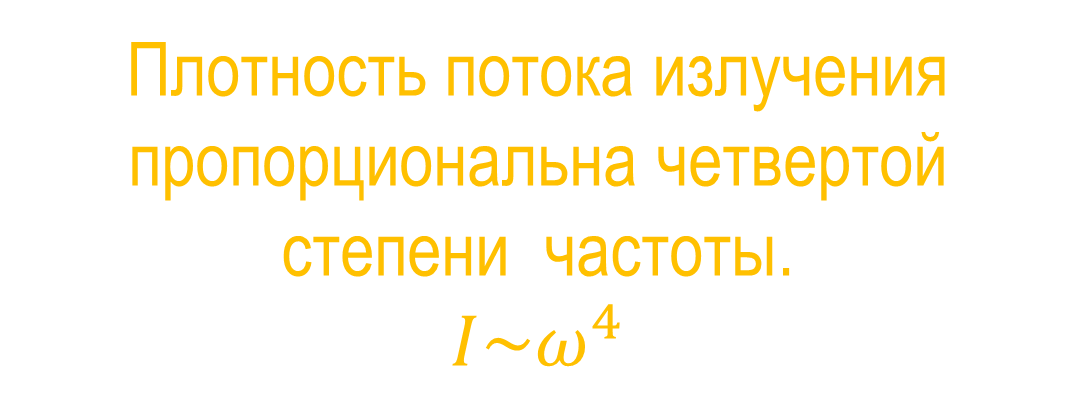 Плотность потока излучения
пропорциональна четвертой
степени  частоты.
I~ω⁴